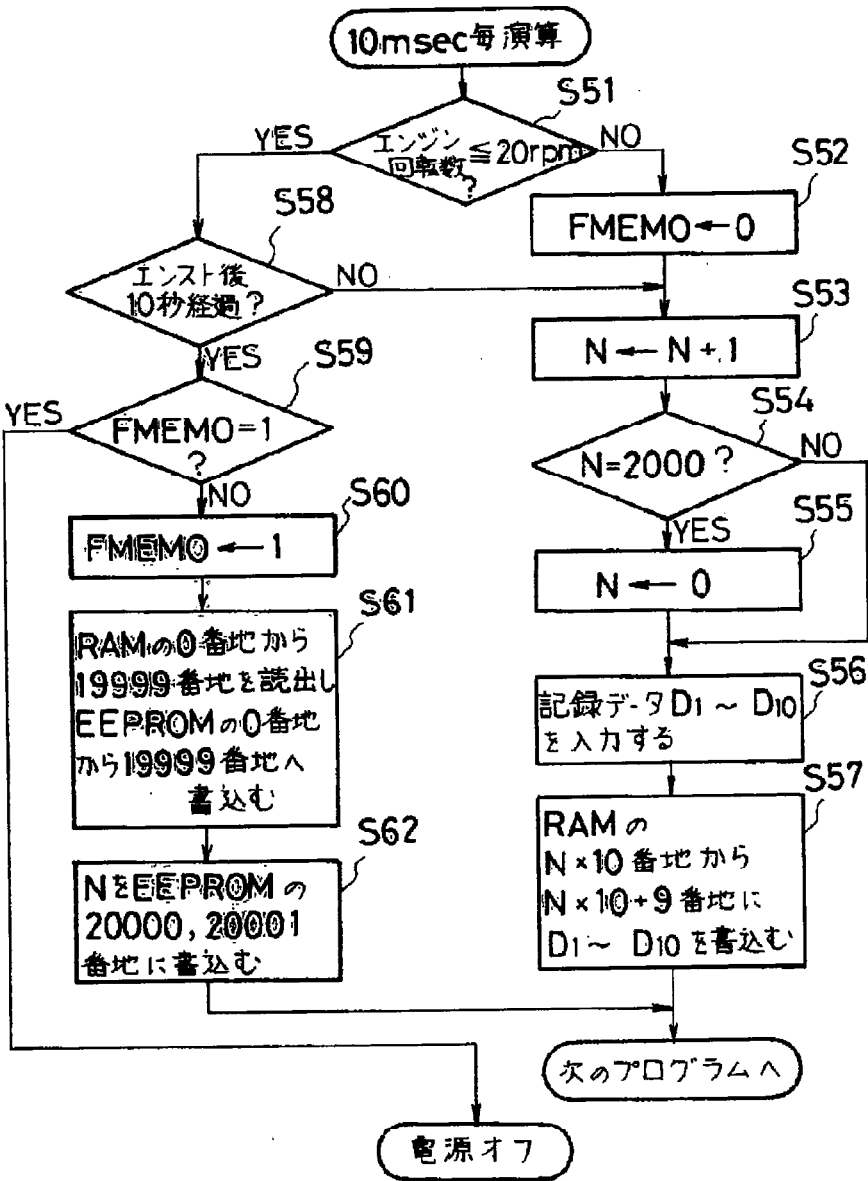 10msec毎演算
S51
YES
エンジン
回転数 ≦20rpm
?
NO
S52
FMEMO ← 0
S58
エンスト後
10秒経過?
NO
YES
S53
N ← N + 1
S59
YES
FMEMO=1
?
NO
S54
N=2000?
NO
YES
S60
FMEMO ← 1
S55
N ← 0
S61
RAMの0番地から
19999番地を読出し
EEPROMの0番地
から19999番地へ
書込む
S56
記録データD1~D10
を入力する
S57
RAMの
N×10番地から
N×10+9番地に
D1~D10を書込む
S62
NをEEPROMの
20000,20001
番地に書込む
次のプログラムへ
電源オフ